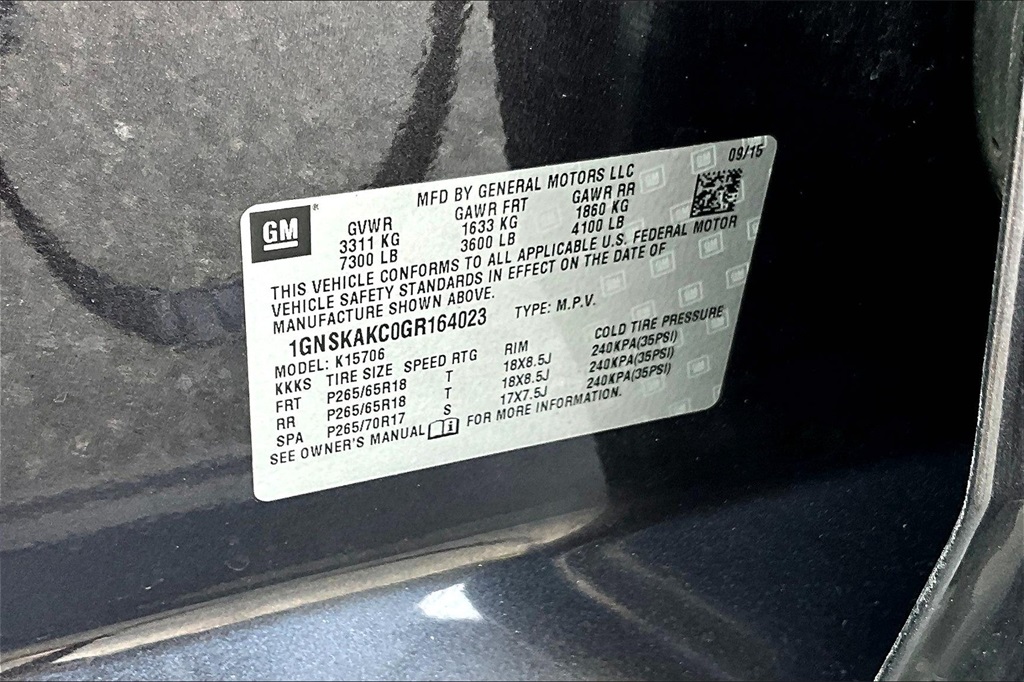 09/15
MFD BY GENERAL MOTORS LLC
GM®
GVWR GAWR FRT GAWR RR
3311 KG 1633 KG 1860 KG
7300 LB 3600 LB 4100 LB
THIS VEHICLE CONFORMS TO ALL APPLICABLE U.S. FEDERAL MOTOR
VEHICLE SAFETY STANDARDS IN EFFECT ON THE DATE OF
MANUFACTURE SHOWN ABOVE.
1GNSKAKC0GR164023 TYPE: M.P.V.
MODEL: K15706
KKKS TIRE SIZE SPEED RTG RIM COLD TIRE PRESSURE
FRT P265/65R18 T 18X8.5J 240KPA(35PSI)
RR P265/65R18 T 18X8.5J 240KPA(35PSI)
SPA P265/70R17 S 17X7.5J 240KPA(35PSI)
SEE OWNER'S MANUAL FOR MORE INFORMATION.